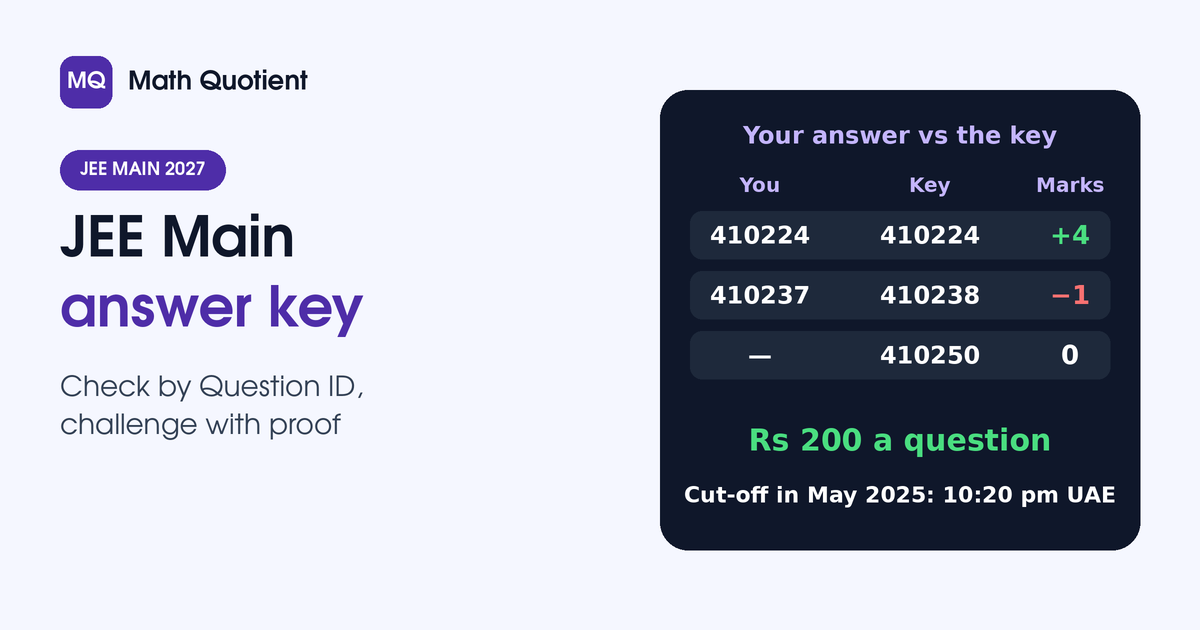 MQ Math Quotient
JEE MAIN 2027
JEE Main
answer key
Check by Question ID,
challenge with proof
Your answer vs the key
You Key Marks
410224 410224 +4
410237 410238 −1
— 410250 0
Rs 200 a question
Cut-off in May 2025: 10:20 pm UAE